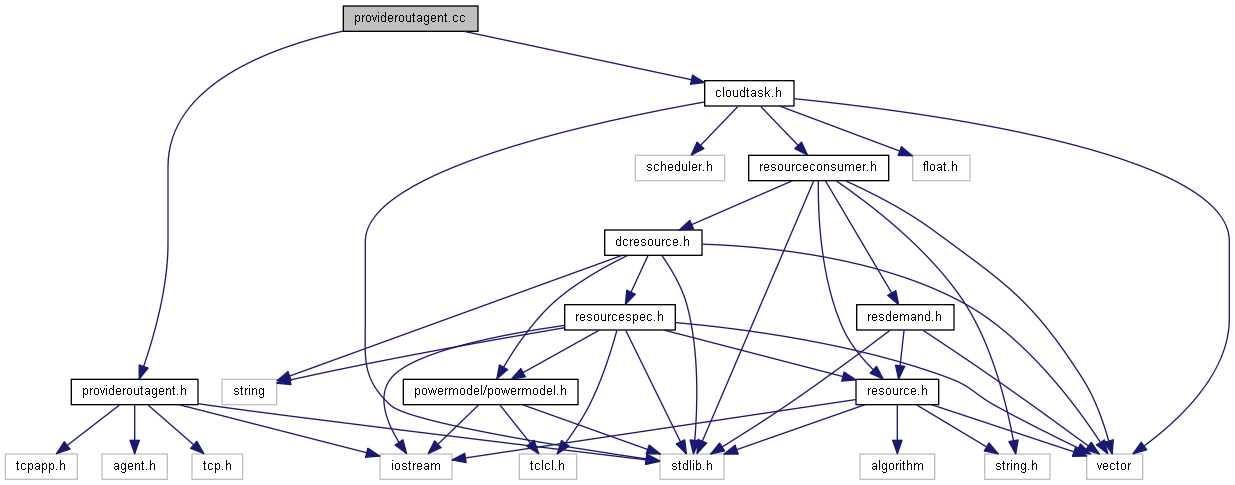 provideroutagent.cc
cloudtask.h
scheduler.h
resourceconsumer.h
float.h
dcresource.h
resourcespec.h
resdemand.h
provideroutagent.h
string
powermodel/powermodel.h
resource.h
tcpapp.h
agent.h
tcp.h
iostream
tclcl.h
stdlib.h
algorithm
string.h
vector